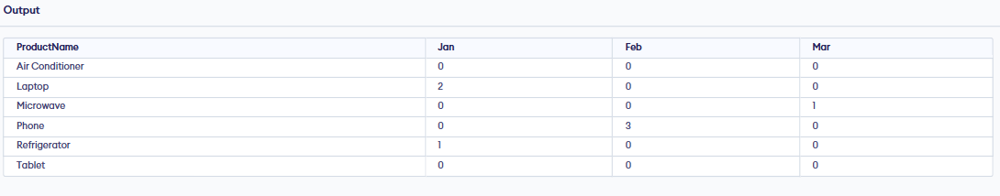 Output
ProductName Jan Feb Mar
Air Conditioner 0 0 0
Laptop 2 0 0
Microwave 0 0 1
Phone 0 3 0
Refrigerator 1 0 0
Tablet 0 0 0